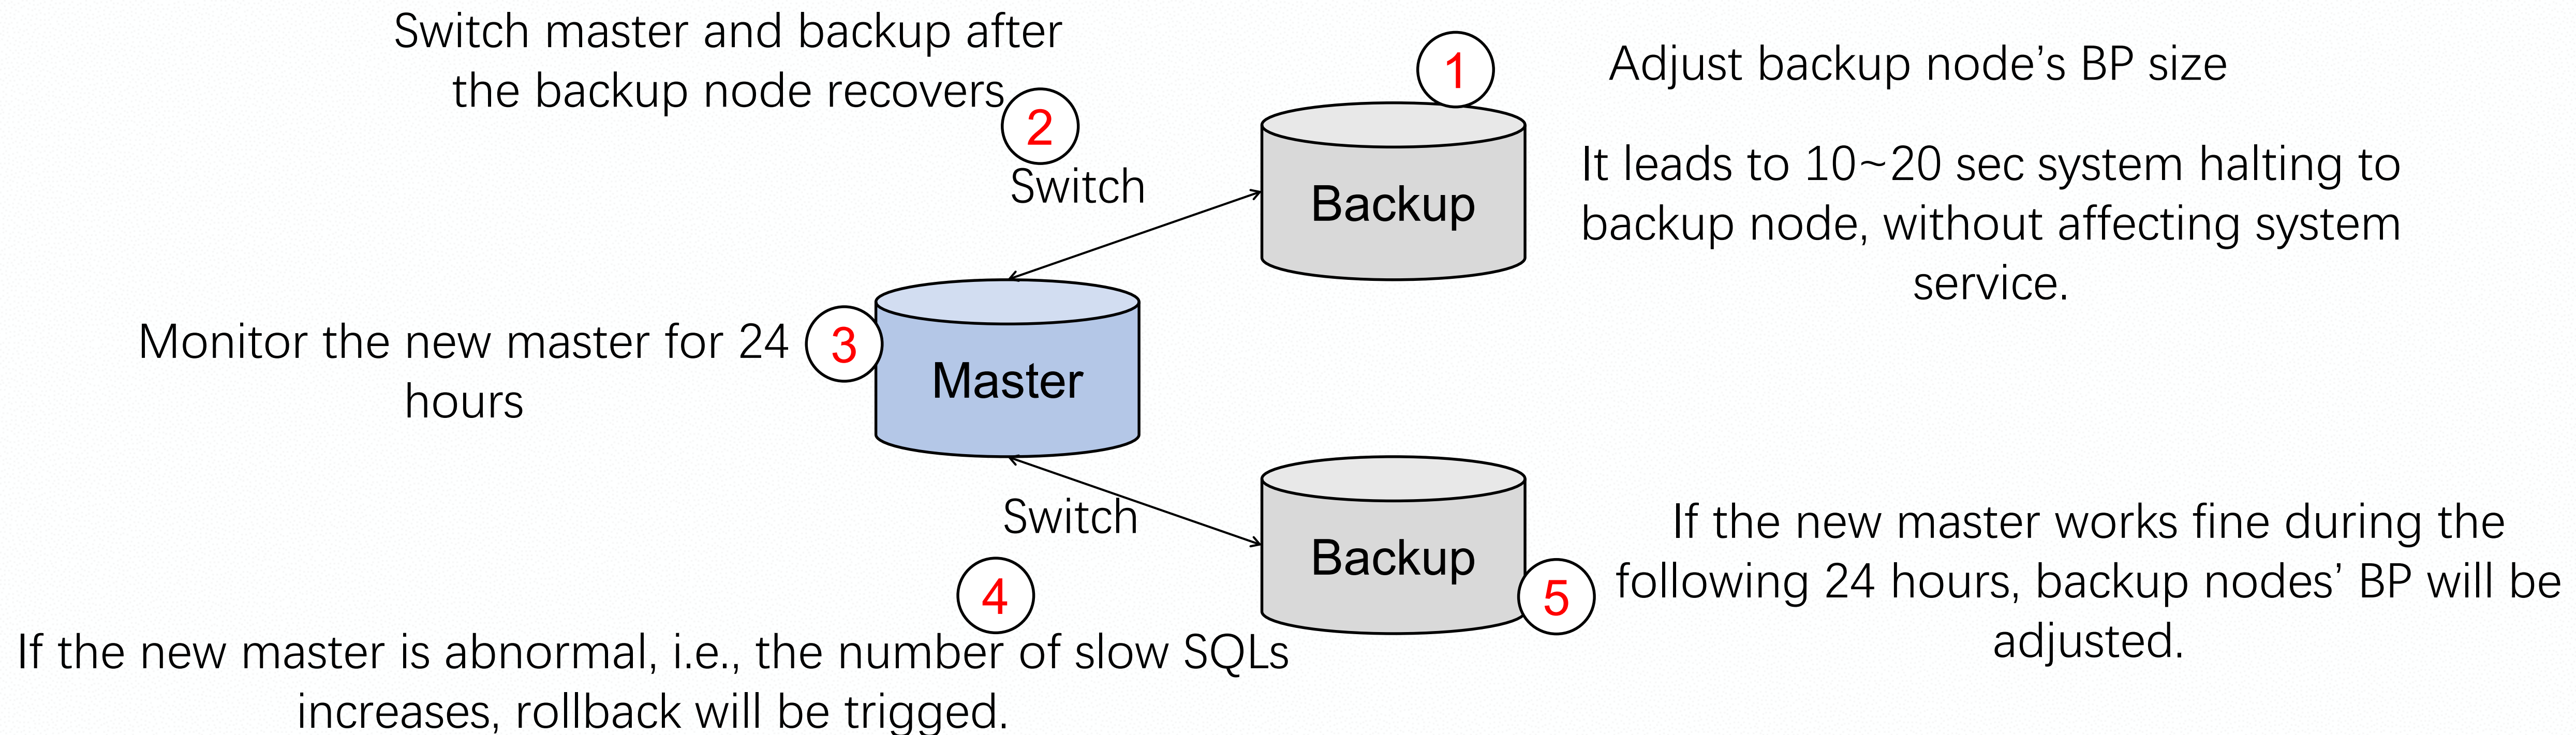 Switch master and backup after
the backup node recovers
2
Switch
1
Adjust backup node’s BP size
It leads to 10~20 sec system halting to
backup node, without affecting system
service.
Backup
Monitor the new master for 24
hours
3
Master
Switch
4
If the new master is abnormal, i.e., the number of slow SQLs
increases, rollback will be trigged.
Backup
5
If the new master works fine during the
following 24 hours, backup nodes’ BP will be
adjusted.